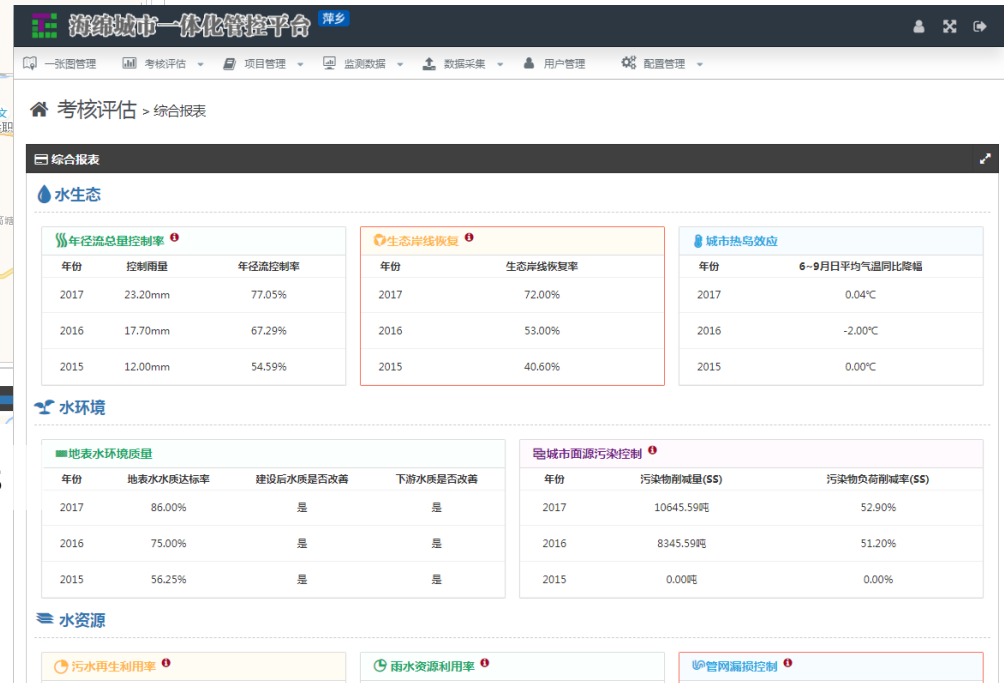 海绵城市一体化管控平台 萍乡
一张图管理 考核评估 项目管理 监测数据 数据采集 用户管理 配置管理
考核评估 > 综合报表
综合报表
水生态
年径流总量控制率 生态岸线恢复 城市热岛效应
年份 控制雨量 年径流控制率 年份 生态岸线恢复率 年份 6~9月日平均气温同比降幅
2017 23.20mm 77.05% 2017 72.00% 2017 0.04℃
2016 17.70mm 67.29% 2016 53.00% 2016 -2.00℃
2015 12.00mm 54.59% 2015 40.60% 2015 0.00℃
水环境
地表水环境质量 城市面源污染控制
年份 地表水水质达标率 建设后水质是否改善 下游水质是否改善 年份 污染物削减量(SS) 污染物负荷削减率(SS)
2017 86.00% 是 是 2017 10645.59吨 52.90%
2016 75.00% 是 是 2016 8345.59吨 51.20%
2015 56.25% 是 是 2015 0.00吨 0.00%
水资源
污水再生利用率 雨水资源利用率 管网漏损控制